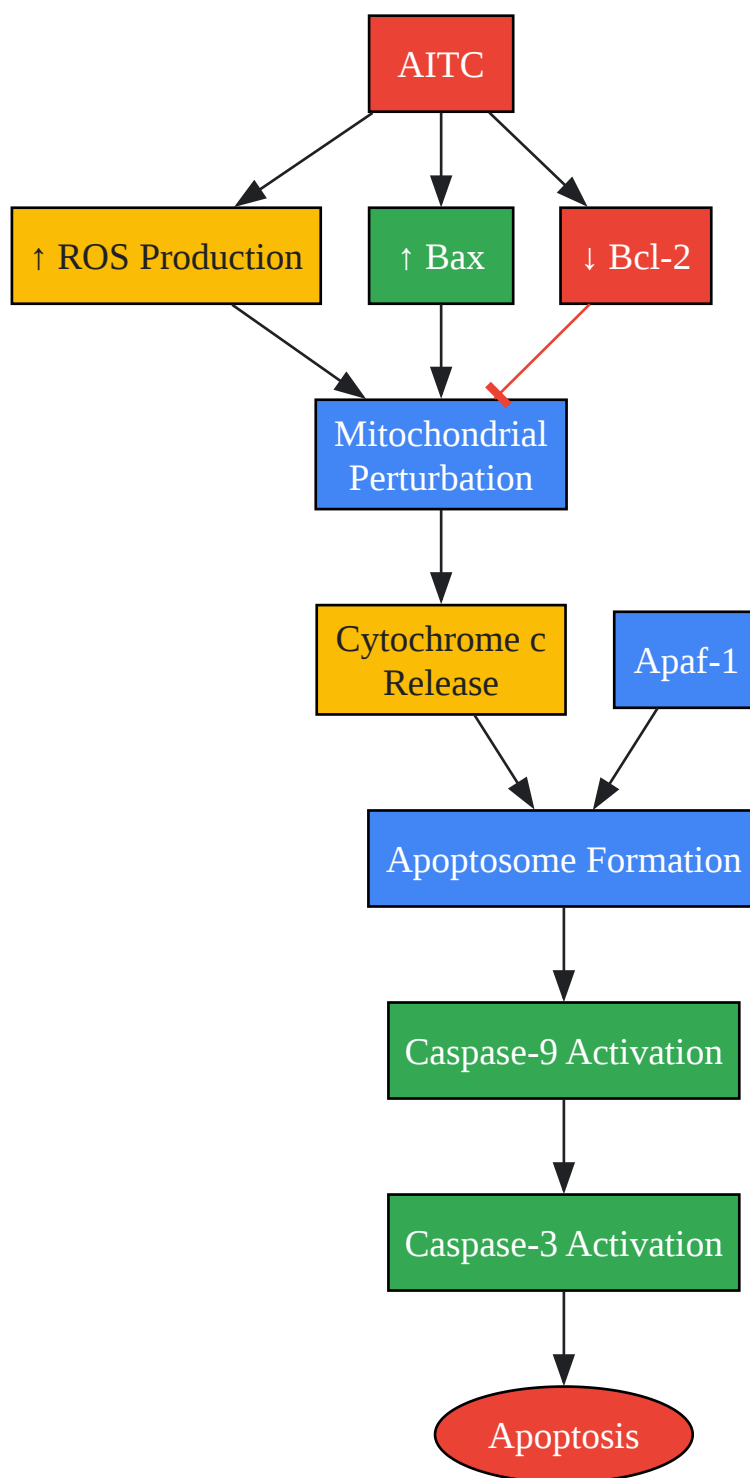 AITC
↑ ROS Production
↑ Bax
↓ Bcl-2
Mitochondrial
Perturbation
Cytochrome c
Release
Apaf-1
Apoptosome Formation
Caspase-9 Activation
Caspase-3 Activation
Apoptosis